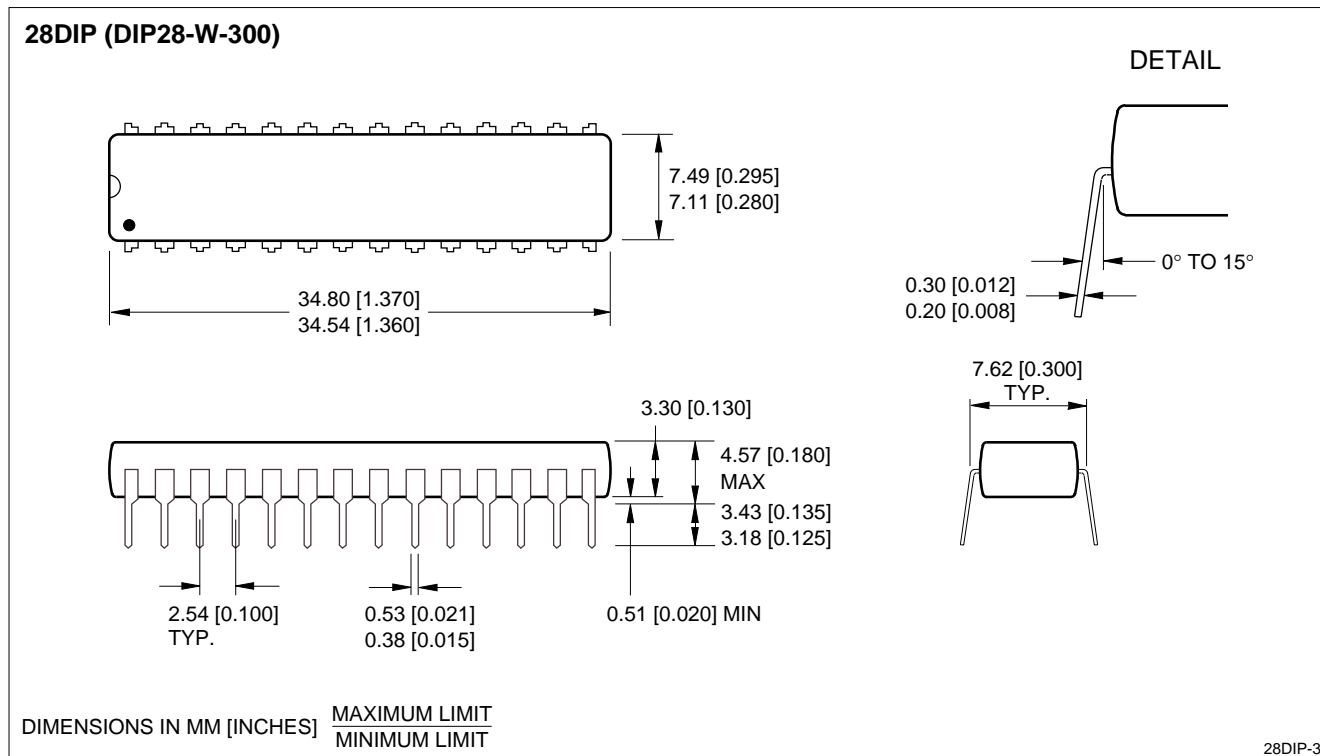 28DIP (DIP28-W-300)
DETAIL
7.49 [0.295]
7.11 [0.280]
0° TO 15°
0.30 [0.012]
0.20 [0.008]
34.80 [1.370]
34.54 [1.360]
7.62 [0.300]
TYP.
3.30 [0.130]
4.57 [0.180]
MAX
3.43 [0.135]
3.18 [0.125]
2.54 [0.100]
TYP.
0.53 [0.021]
0.38 [0.015]
0.51 [0.020] MIN
DIMENSIONS IN MM [INCHES]
MAXIMUM LIMIT
MINIMUM LIMIT
28DIP-3